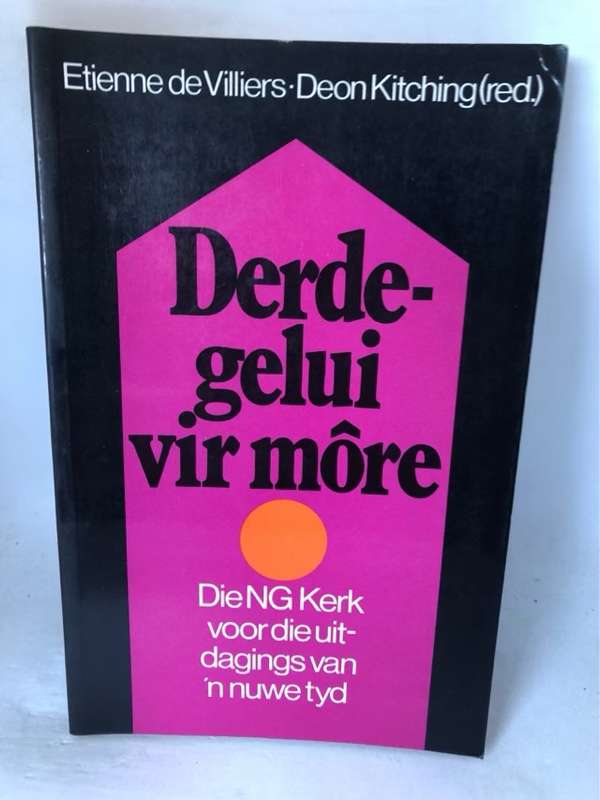 Etienne de Villiers · Deon Kitching (red.)
Derde-
gelui
vir môre
Die NG Kerk
voor die uit-
dagings van
'n nuwe tyd